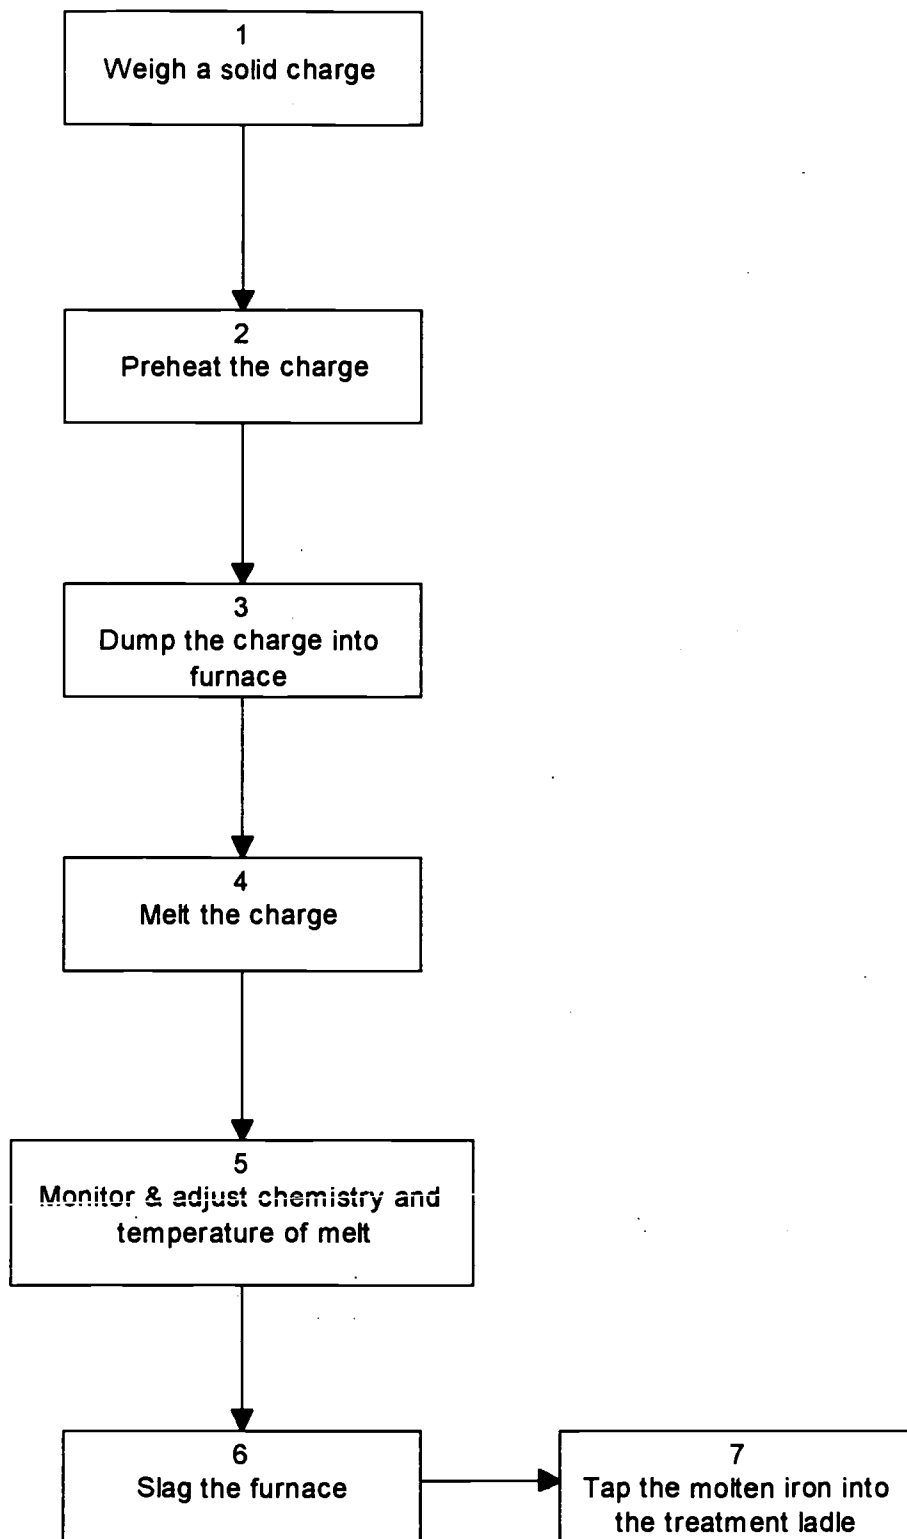 1
Weigh a solid charge
2
Preheat the charge
3
Dump the charge into
furnace
4
Melt the charge
5
Monitor & adjust chemistry and
temperature of melt
6
Slag the furnace
7
Tap the molten iron into
the treatment ladle